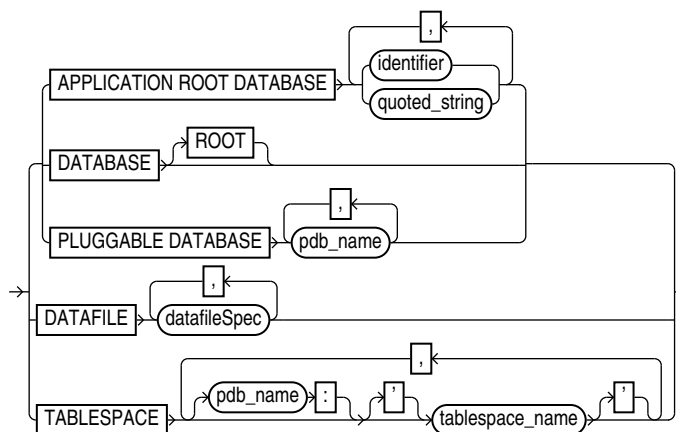 ,
identifier
APPLICATION ROOT DATABASE
quoted_string
ROOT
DATABASE
,
PLUGGABLE DATABASE pdb_name
,
DATAFILE datafileSpec
,
pdb_name : ’ ’
TABLESPACE tablespace_name